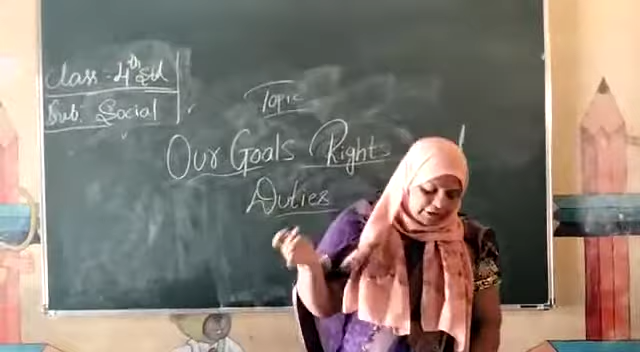 Class - 4th Std
Sub. Social
Topic
Our Goals Rights
Duties